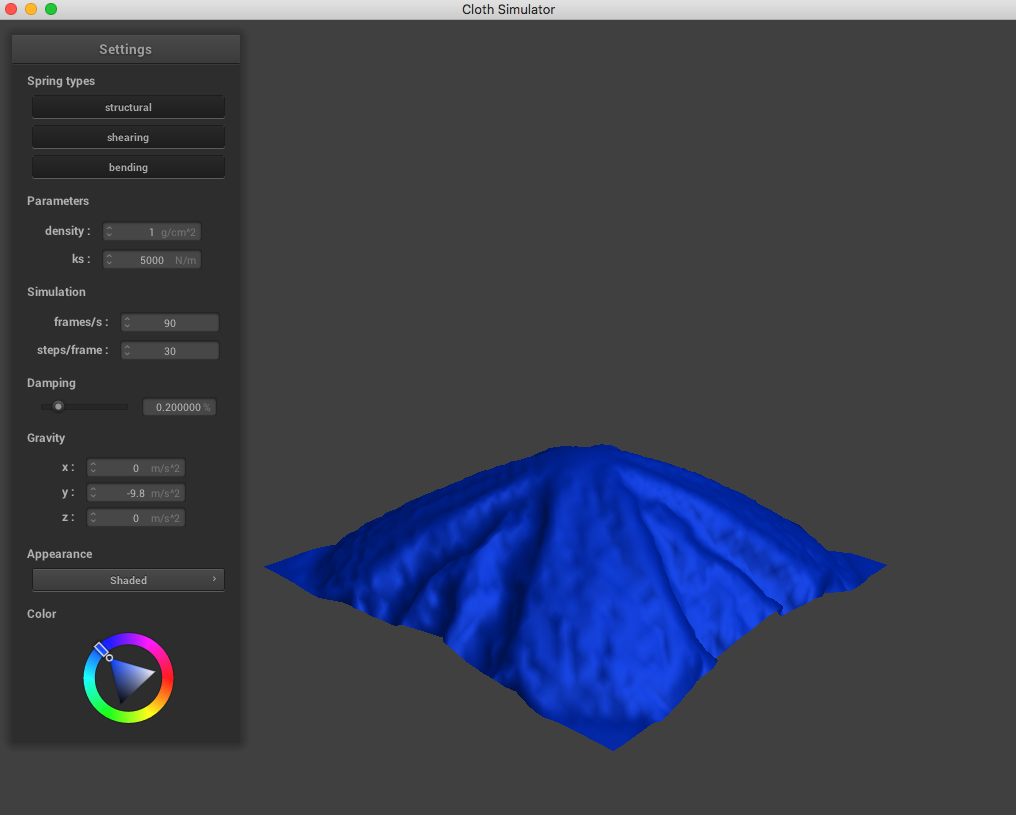 Cloth Simulator
Settings
Spring types
structural
shearing
bending
Parameters
density : 1 g/cm^2
ks : 5000 N/m
Simulation
frames/s : 90
steps/frame : 30
Damping
0.200000 %
Gravity
x : 0 m/s^2
y : -9.8 m/s^2
z : 0 m/s^2
Appearance
Shaded
Color